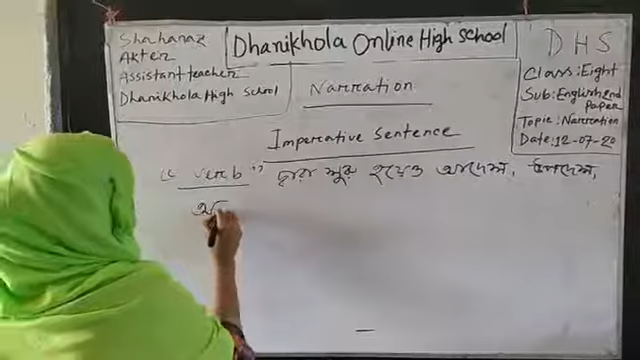 Shahanaz
Akter
Assistant teacher
Dhanikhola High School
Dhanikhola Online High School
DHS
Class: Eight
Sub: English 2nd
Paper
Topic: Narration
Date: 12-07-20
Narration
Imperative Sentence
" verb " দ্বারা শুরু হয়েও আদেশ, উপদেশ,